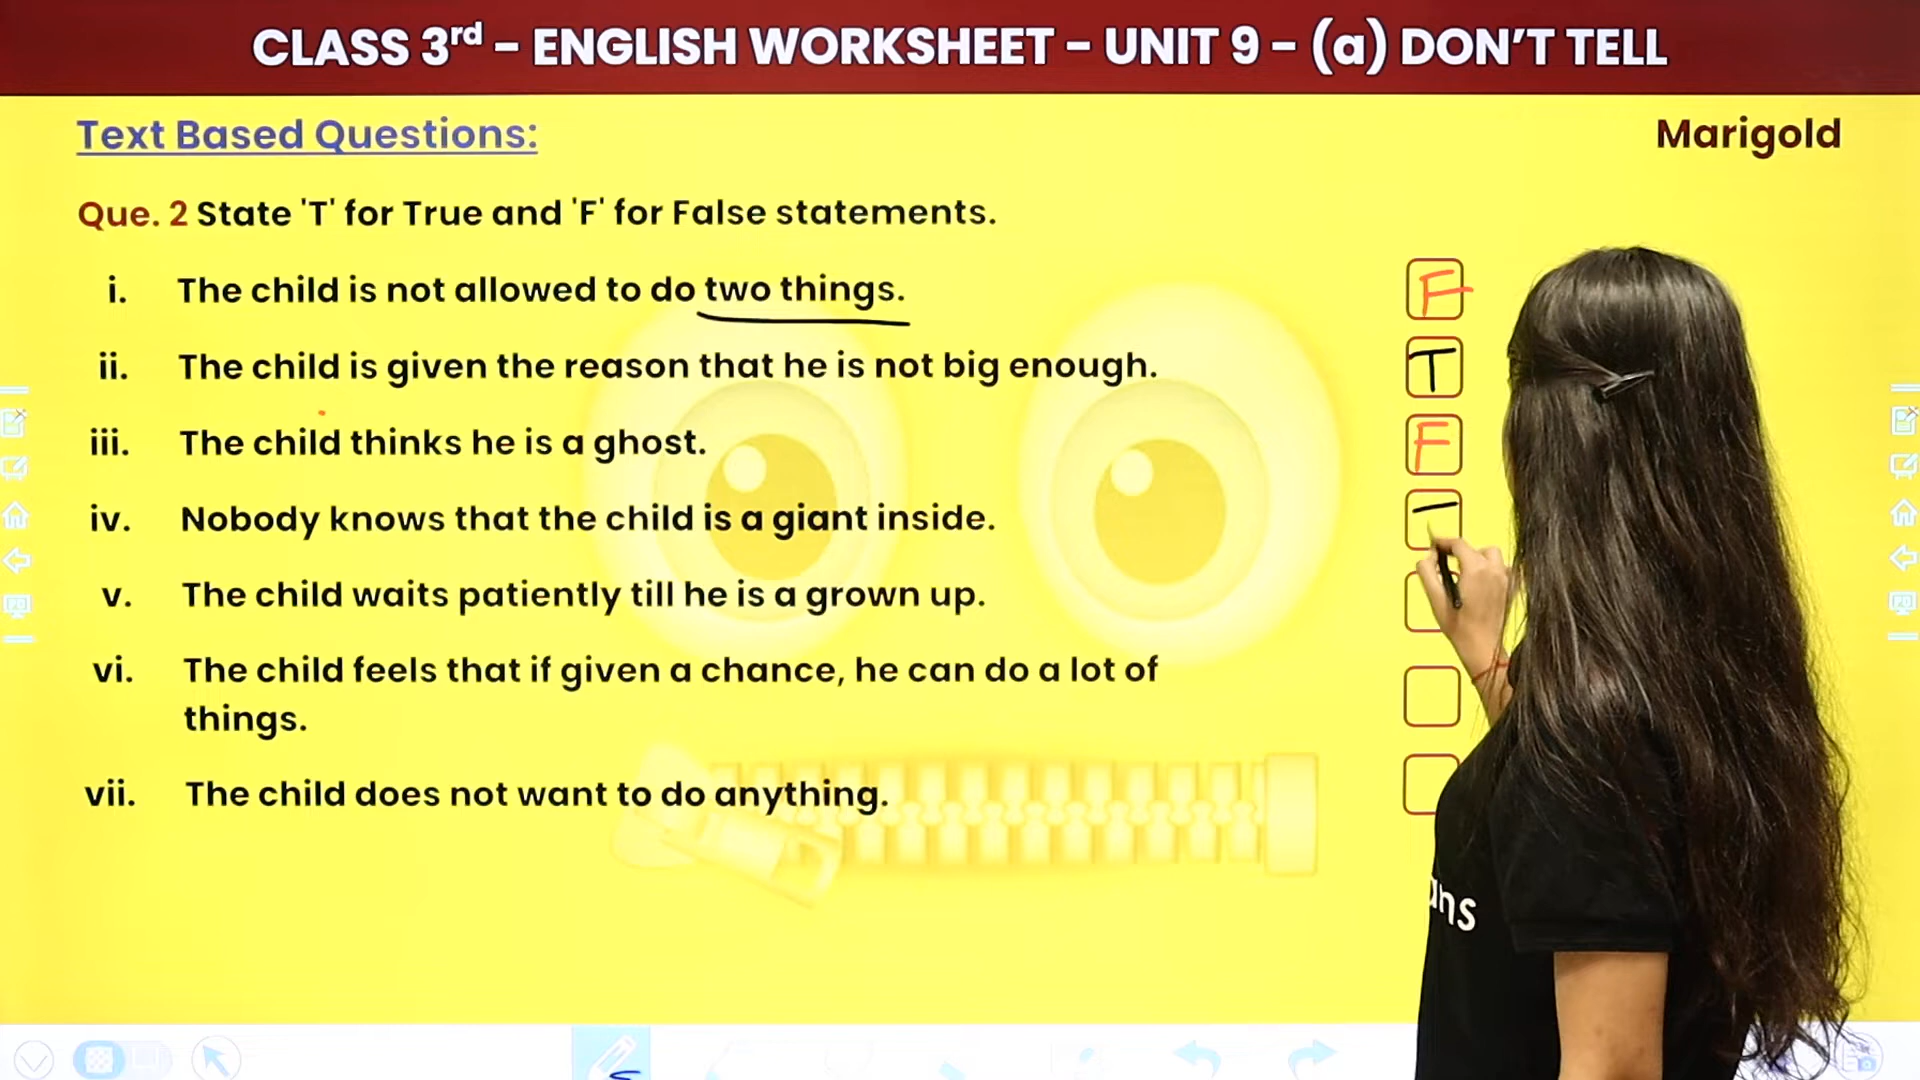 CLASS 3rd – ENGLISH WORKSHEET – UNIT 9 – (a) DON'T TELL
Text Based Questions: Marigold
Que. 2 State 'T' for True and 'F' for False statements.
i. The child is not allowed to do two things. F
ii. The child is given the reason that he is not big enough. T
iii. The child thinks he is a ghost. F
iv. Nobody knows that the child is a giant inside.
v. The child waits patiently till he is a grown up.
vi. The child feels that if given a chance, he can do a lot of
things.
vii. The child does not want to do anything.